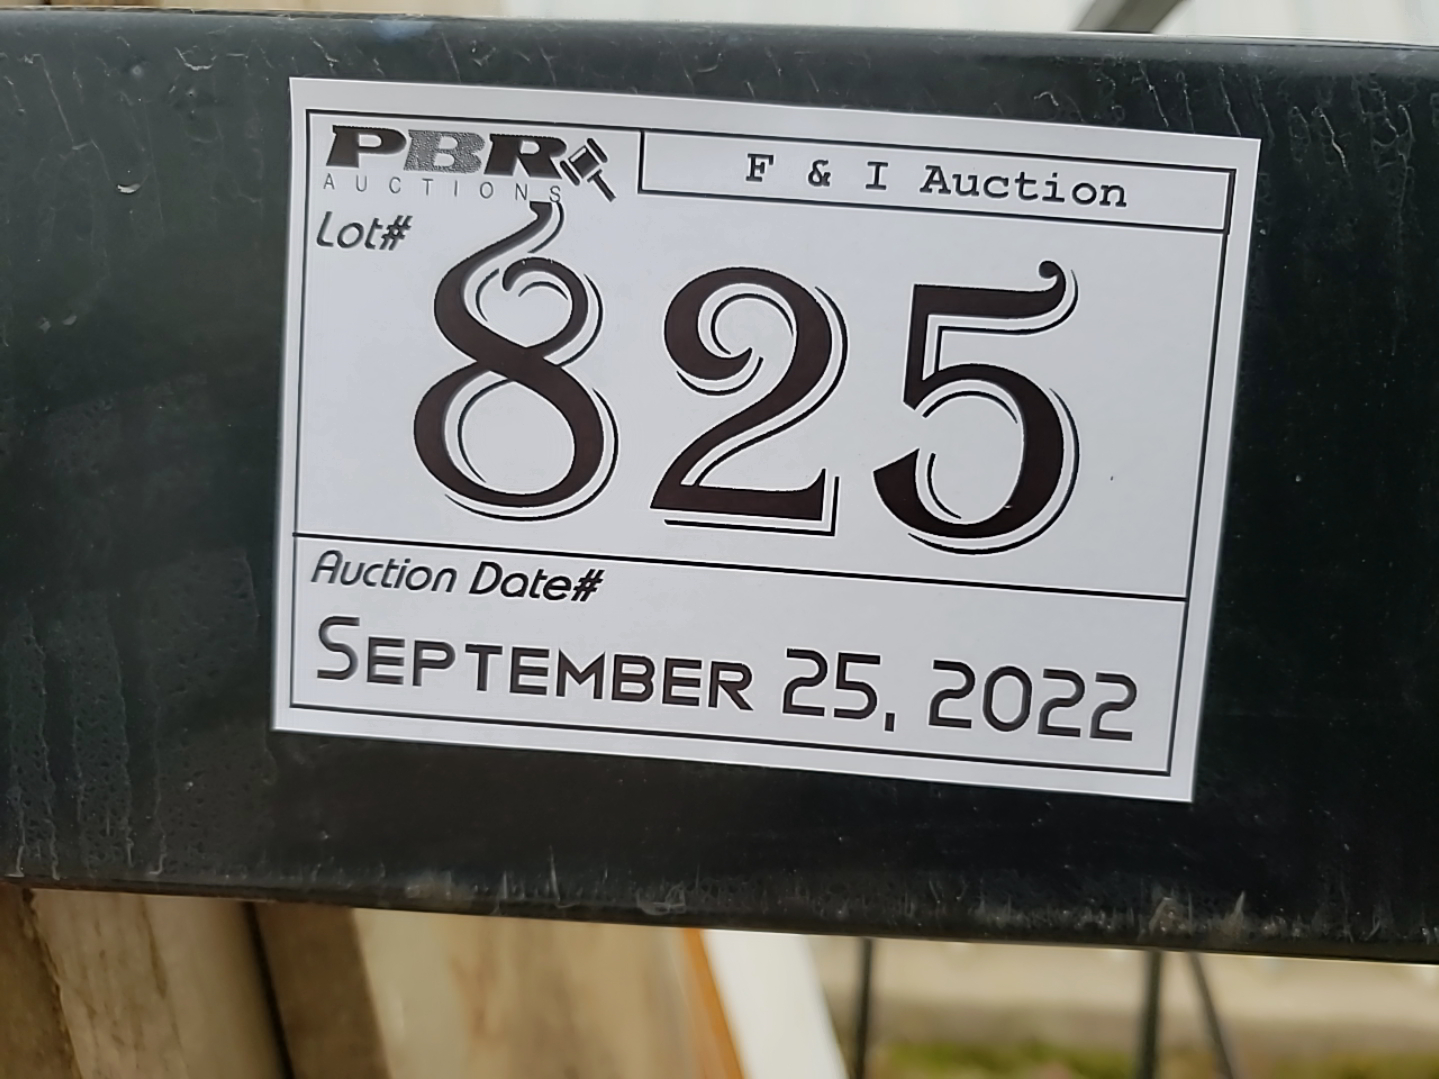 PBR
AUCTIONS
F & I Auction
Lot#
825
Auction Date#
September 25, 2022